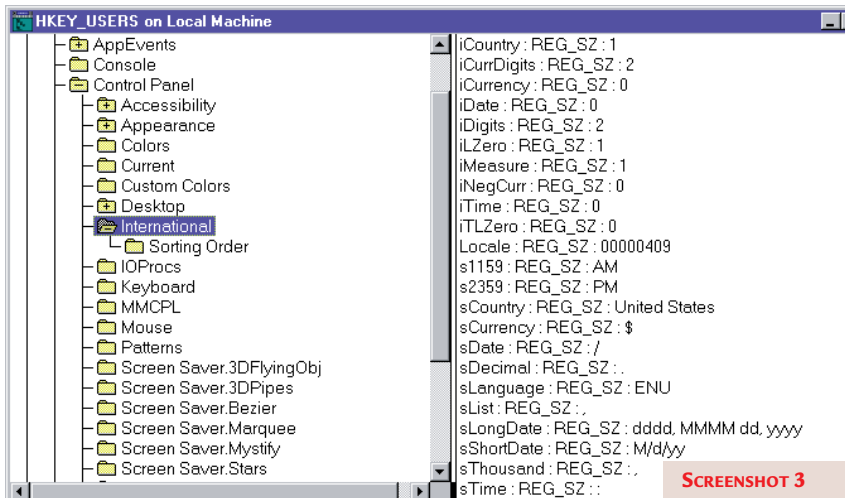 HKEY_USERS on Local Machine
AppEvents
Console
Control Panel
Accessibility
Appearance
Colors
Current
Custom Colors
Desktop
International
Sorting Order
IOProcs
Keyboard
MMCPL
Mouse
Patterns
Screen Saver.3DFlyingObj
Screen Saver.3DPipes
Screen Saver.Bezier
Screen Saver.Marquee
Screen Saver.Mystify
Screen Saver.Stars
iCountry : REG_SZ : 1
iCurrDigits : REG_SZ : 2
iCurrency : REG_SZ : 0
iDate : REG_SZ : 0
iDigits : REG_SZ : 2
iLZero : REG_SZ : 1
iMeasure : REG_SZ : 1
iNegCurr : REG_SZ : 0
iTime : REG_SZ : 0
iTLZero : REG_SZ : 0
Locale : REG_SZ : 00000409
s1159 : REG_SZ : AM
s2359 : REG_SZ : PM
sCountry : REG_SZ : United States
sCurrency : REG_SZ : $
sDate : REG_SZ : /
sDecimal : REG_SZ : .
sLanguage : REG_SZ : ENU
sList : REG_SZ : ,
sLongDate : REG_SZ : dddd, MMMM dd, yyyy
sShortDate : REG_SZ : M/d/yy
sThousand : REG_SZ : ,
sTime : REG_SZ : :
SCREENSHOT 3